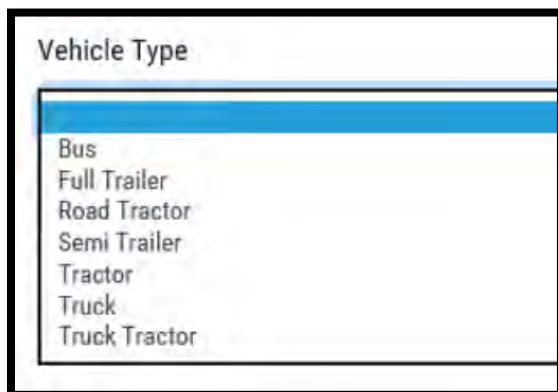 Vehicle Type
Bus
Full Trailer
Road Tractor
Semi Trailer
Tractor
Truck
Truck Tractor